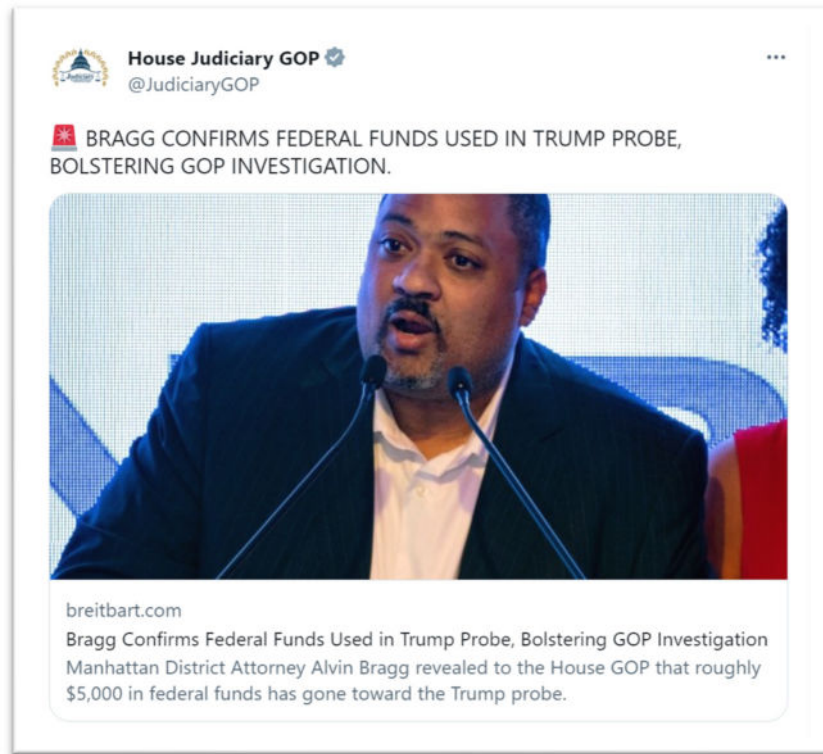 House Judiciary GOP
@JudiciaryGOP
BRAGG CONFIRMS FEDERAL FUNDS USED IN TRUMP PROBE,
BOLSTERING GOP INVESTIGATION.
breitbart.com
Bragg Confirms Federal Funds Used in Trump Probe, Bolstering GOP Investigation
Manhattan District Attorney Alvin Bragg revealed to the House GOP that roughly
$5,000 in federal funds has gone toward the Trump probe.